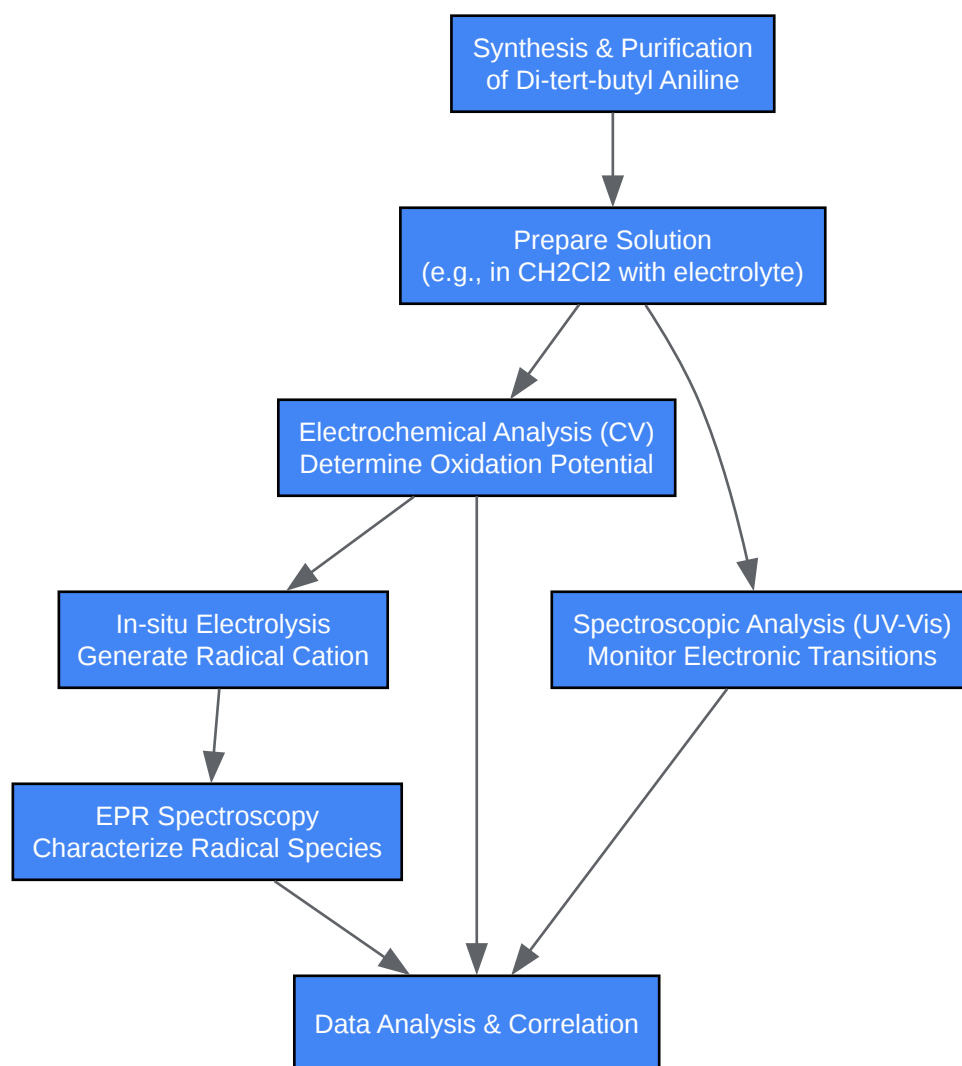 Synthesis & Purification
of Di-tert-butyl Aniline
Prepare Solution
(e.g., in CH2Cl2 with electrolyte)
Electrochemical Analysis (CV)
Determine Oxidation Potential
In-situ Electrolysis
Generate Radical Cation
Spectroscopic Analysis (UV-Vis)
Monitor Electronic Transitions
EPR Spectroscopy
Characterize Radical Species
Data Analysis & Correlation